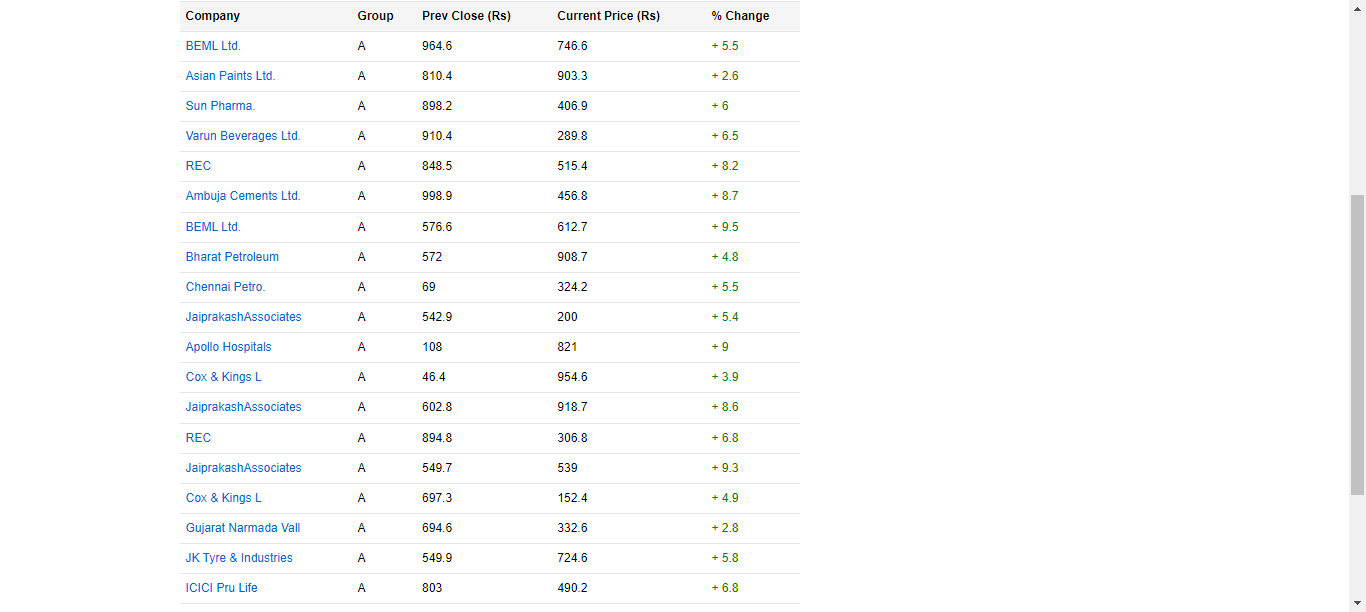 Company Group Prev Close (Rs) Current Price (Rs) % Change
BEML Ltd. A 964.6 746.6 + 5.5
Asian Paints Ltd. A 810.4 903.3 + 2.6
Sun Pharma. A 898.2 406.9 + 6
Varun Beverages Ltd. A 910.4 289.8 + 6.5
REC A 848.5 515.4 + 8.2
Ambuja Cements Ltd. A 998.9 456.8 + 8.7
BEML Ltd. A 576.6 612.7 + 9.5
Bharat Petroleum A 572 908.7 + 4.8
Chennai Petro. A 69 324.2 + 5.5
JaiprakashAssociates A 542.9 200 + 5.4
Apollo Hospitals A 108 821 + 9
Cox & Kings L A 46.4 954.6 + 3.9
JaiprakashAssociates A 602.8 918.7 + 8.6
REC A 894.8 306.8 + 6.8
JaiprakashAssociates A 549.7 539 + 9.3
Cox & Kings L A 697.3 152.4 + 4.9
Gujarat Narmada Vall A 694.6 332.6 + 2.8
JK Tyre & Industries A 549.9 724.6 + 5.8
ICICI Pru Life A 803 490.2 + 6.8